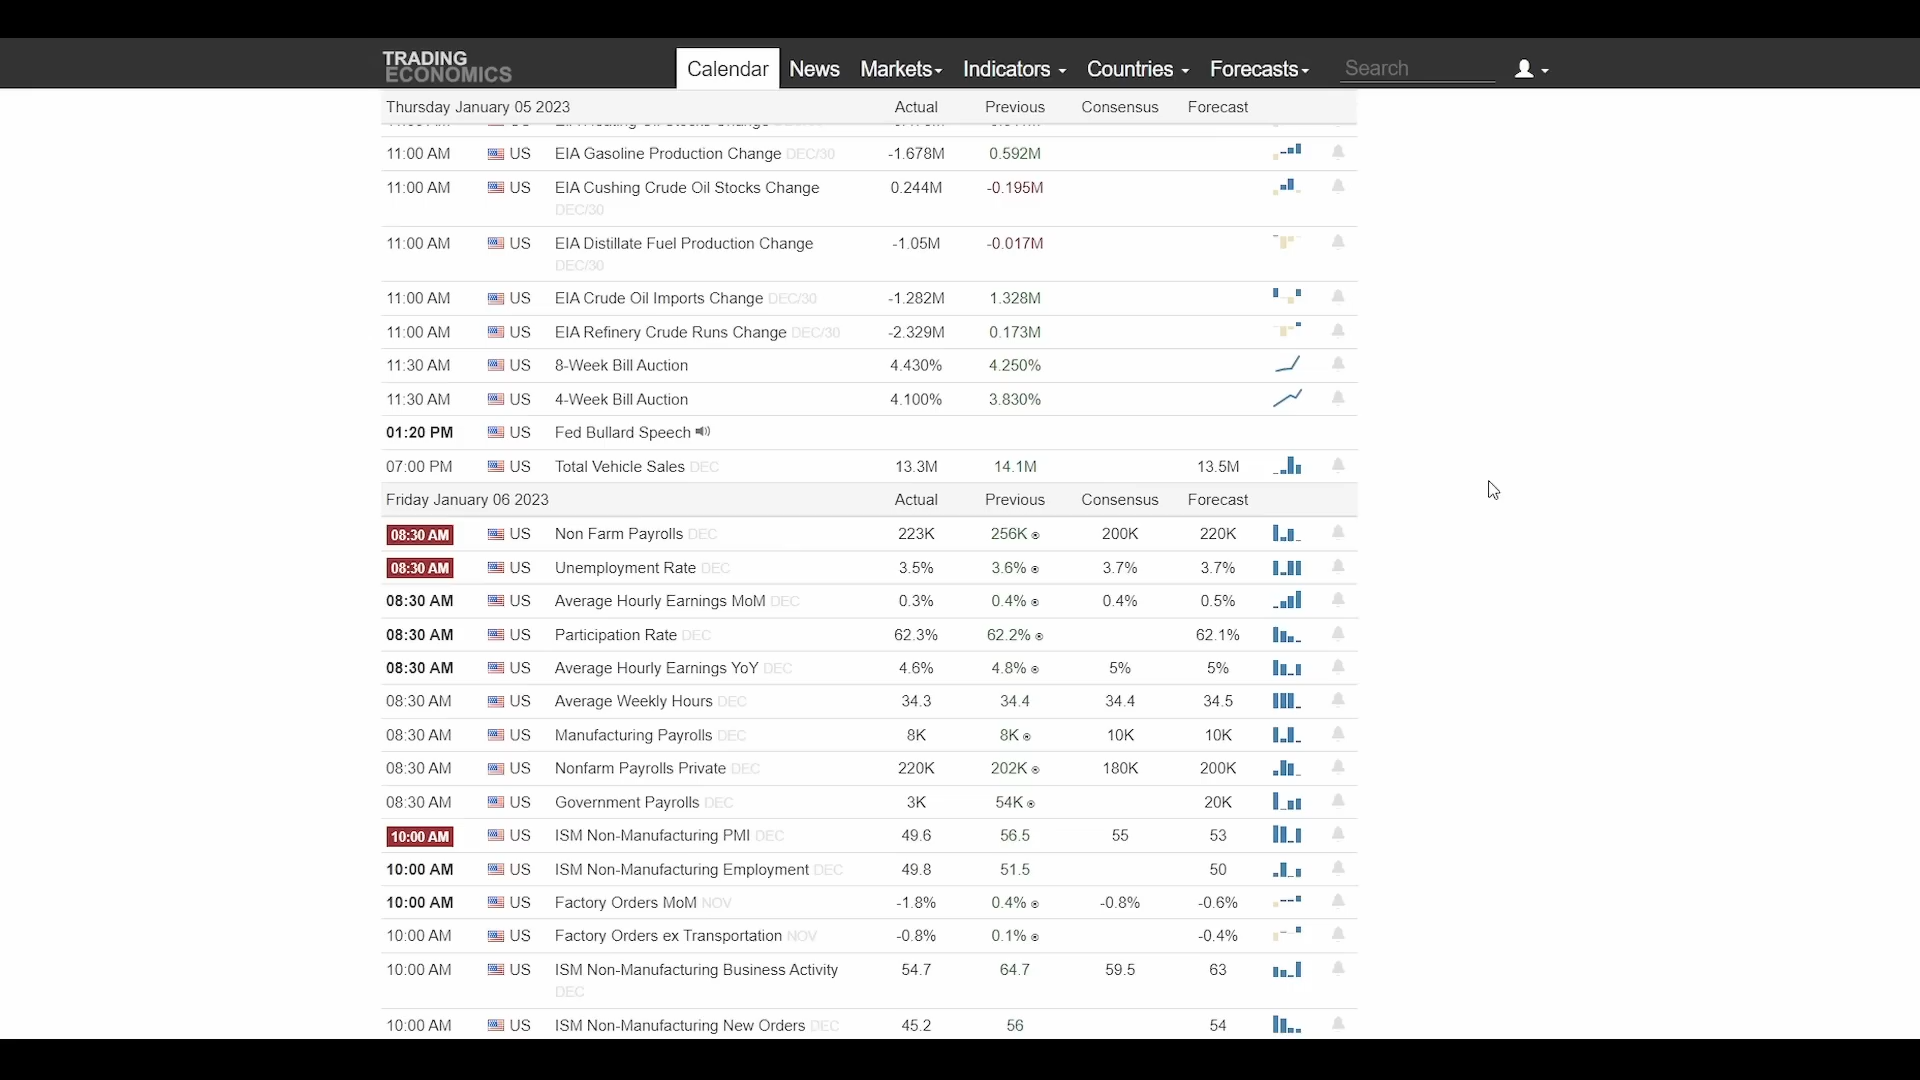 TRADING
ECONOMICS
Calendar News Markets Indicators Countries Forecasts Search
Thursday January 05 2023 Actual Previous Consensus Forecast
11:00 AM US EIA Gasoline Production Change DEC/30 -1.678M 0.592M
11:00 AM US EIA Cushing Crude Oil Stocks Change 0.244M -0.195M
DEC/30
11:00 AM US EIA Distillate Fuel Production Change -1.05M -0.017M
DEC/30
11:00 AM US EIA Crude Oil Imports Change DEC/30 -1.282M 1.328M
11:00 AM US EIA Refinery Crude Runs Change DEC/30 -2.329M 0.173M
11:30 AM US 8-Week Bill Auction 4.430% 4.250%
11:30 AM US 4-Week Bill Auction 4.100% 3.830%
01:20 PM US Fed Bullard Speech
07:00 PM US Total Vehicle Sales DEC 13.3M 14.1M 13.5M
Friday January 06 2023 Actual Previous Consensus Forecast
08:30 AM US Non Farm Payrolls DEC 223K 256K 200K 220K
08:30 AM US Unemployment Rate DEC 3.5% 3.6% 3.7% 3.7%
08:30 AM US Average Hourly Earnings MoM DEC 0.3% 0.4% 0.4% 0.5%
08:30 AM US Participation Rate DEC 62.3% 62.2% 62.1%
08:30 AM US Average Hourly Earnings YoY DEC 4.6% 4.8% 5% 5%
08:30 AM US Average Weekly Hours DEC 34.3 34.4 34.4 34.5
08:30 AM US Manufacturing Payrolls DEC 8K 8K 10K 10K
08:30 AM US Nonfarm Payrolls Private DEC 220K 202K 180K 200K
08:30 AM US Government Payrolls DEC 3K 54K 20K
10:00 AM US ISM Non-Manufacturing PMI DEC 49.6 56.5 55 53
10:00 AM US ISM Non-Manufacturing Employment DEC 49.8 51.5 50
10:00 AM US Factory Orders MoM NOV -1.8% 0.4% -0.8% -0.6%
10:00 AM US Factory Orders ex Transportation NOV -0.8% 0.1% -0.4%
10:00 AM US ISM Non-Manufacturing Business Activity 54.7 64.7 59.5 63
DEC
10:00 AM US ISM Non-Manufacturing New Orders DEC 45.2 56 54